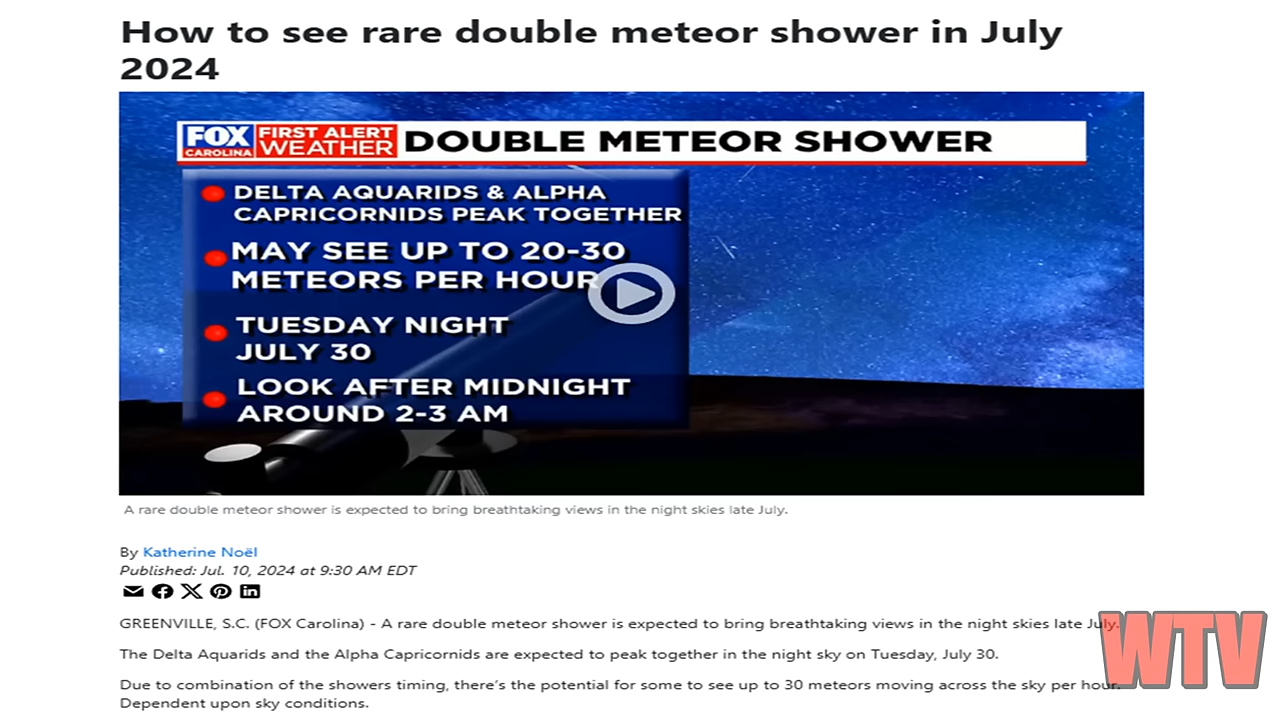 How to see rare double meteor shower in July
2024
FOX CAROLINA FIRST ALERT WEATHER DOUBLE METEOR SHOWER
DELTA AQUARIDS & ALPHA
CAPRICORNIDS PEAK TOGETHER
MAY SEE UP TO 20-30
METEORS PER HOUR
TUESDAY NIGHT
JULY 30
LOOK AFTER MIDNIGHT
AROUND 2-3 AM
A rare double meteor shower is expected to bring breathtaking views in the night skies late July.
By Katherine Noël
Published: Jul. 10, 2024 at 9:30 AM EDT
GREENVILLE, S.C. (FOX Carolina) - A rare double meteor shower is expected to bring breathtaking views in the night skies late July.
The Delta Aquarids and the Alpha Capricornids are expected to peak together in the night sky on Tuesday, July 30.
Due to combination of the showers timing, there's the potential for some to see up to 30 meteors moving across the sky per hour.
Dependent upon sky conditions.
WTV